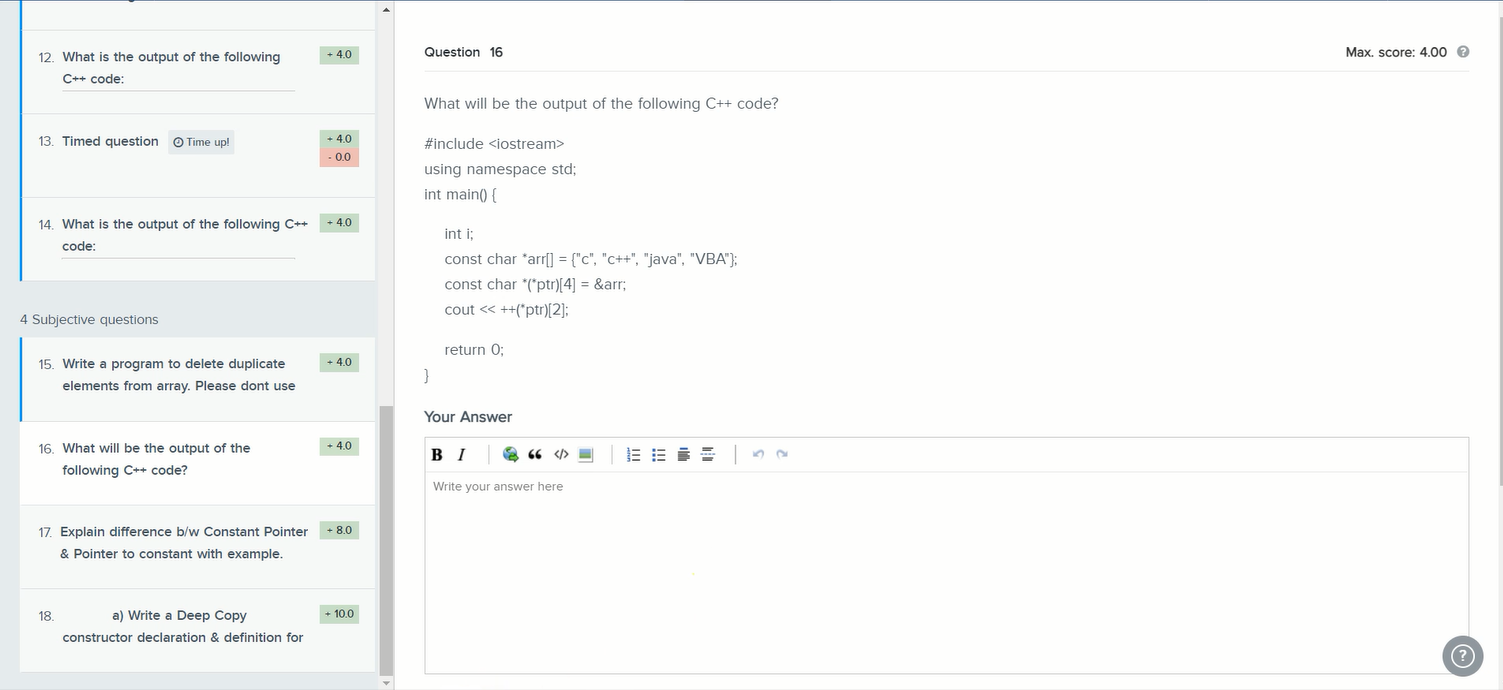 12. What is the output of the following + 4.0
C++ code:
13. Timed question Time up! + 4.0
- 0.0
14. What is the output of the following C++ + 4.0
code:
4 Subjective questions
15. Write a program to delete duplicate + 4.0
elements from array. Please dont use
16. What will be the output of the + 4.0
following C++ code?
17. Explain difference b/w Constant Pointer + 8.0
& Pointer to constant with example.
18. a) Write a Deep Copy + 10.0
constructor declaration & definition for
Question 16 Max. score: 4.00 ?
What will be the output of the following C++ code?
#include <iostream>
using namespace std;
int main() {
int i;
const char *arr[] = {"c", "c++", "java", "VBA"};
const char *(*ptr)[4] = &arr;
cout << ++(*ptr)[2];
return 0;
}
Your Answer
B I
Write your answer here
?